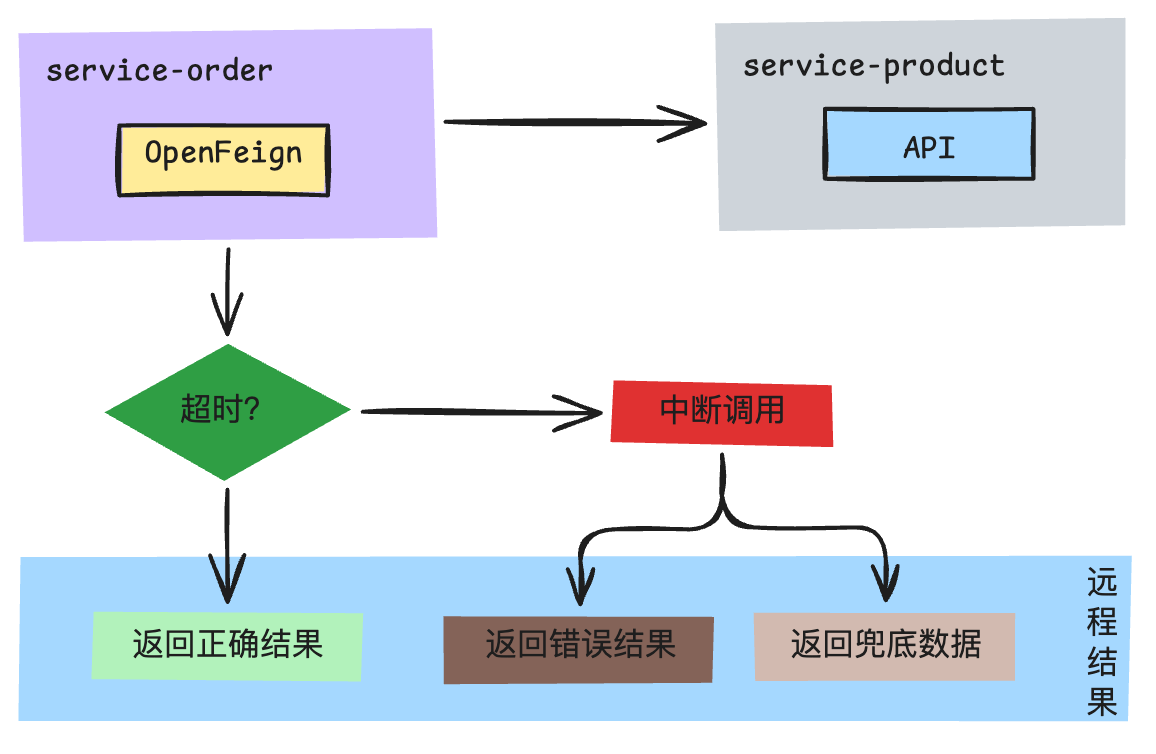 service-order
OpenFeign
service-product
API
超时?
中断调用
返回正确结果
返回错误结果
返回兜底数据
远程结果